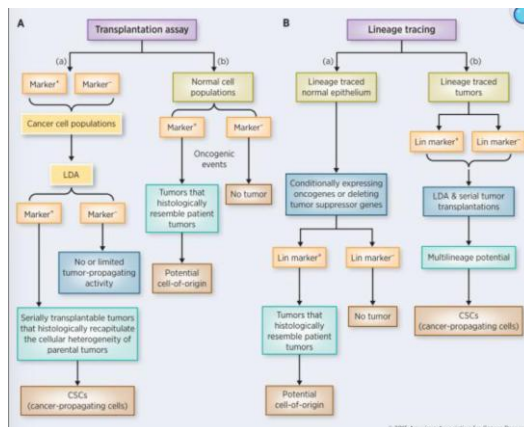 A
Transplantation assay
(a)
(b)
Marker⁺
Marker⁻
Cancer cell populations
LDA
Marker⁺
Marker⁻
No or limited
tumor-propagating
activity
Serially transplantable tumors
that histologically recapitulate
the cellular heterogeneity of
parental tumors
CSCs
(cancer-propagating cells)
Normal cell
populations
Marker⁺
Marker⁻
Oncogenic
events
Tumors that
histologically
resemble patient
tumors
No tumor
Potential
cell-of-origin
B
Lineage tracing
(a)
(b)
Lineage traced
normal epithelium
Conditionally expressing
oncogenes or deleting
tumor suppressor genes
Lin marker⁺
Lin marker⁻
Tumors that
histologically
resemble patient
tumors
No tumor
Potential
cell-of-origin
Lineage traced
tumors
Lin marker⁺
Lin marker⁻
LDA & serial tumor
transplantations
Multilineage potential
CSCs
(cancer-propagating cells)